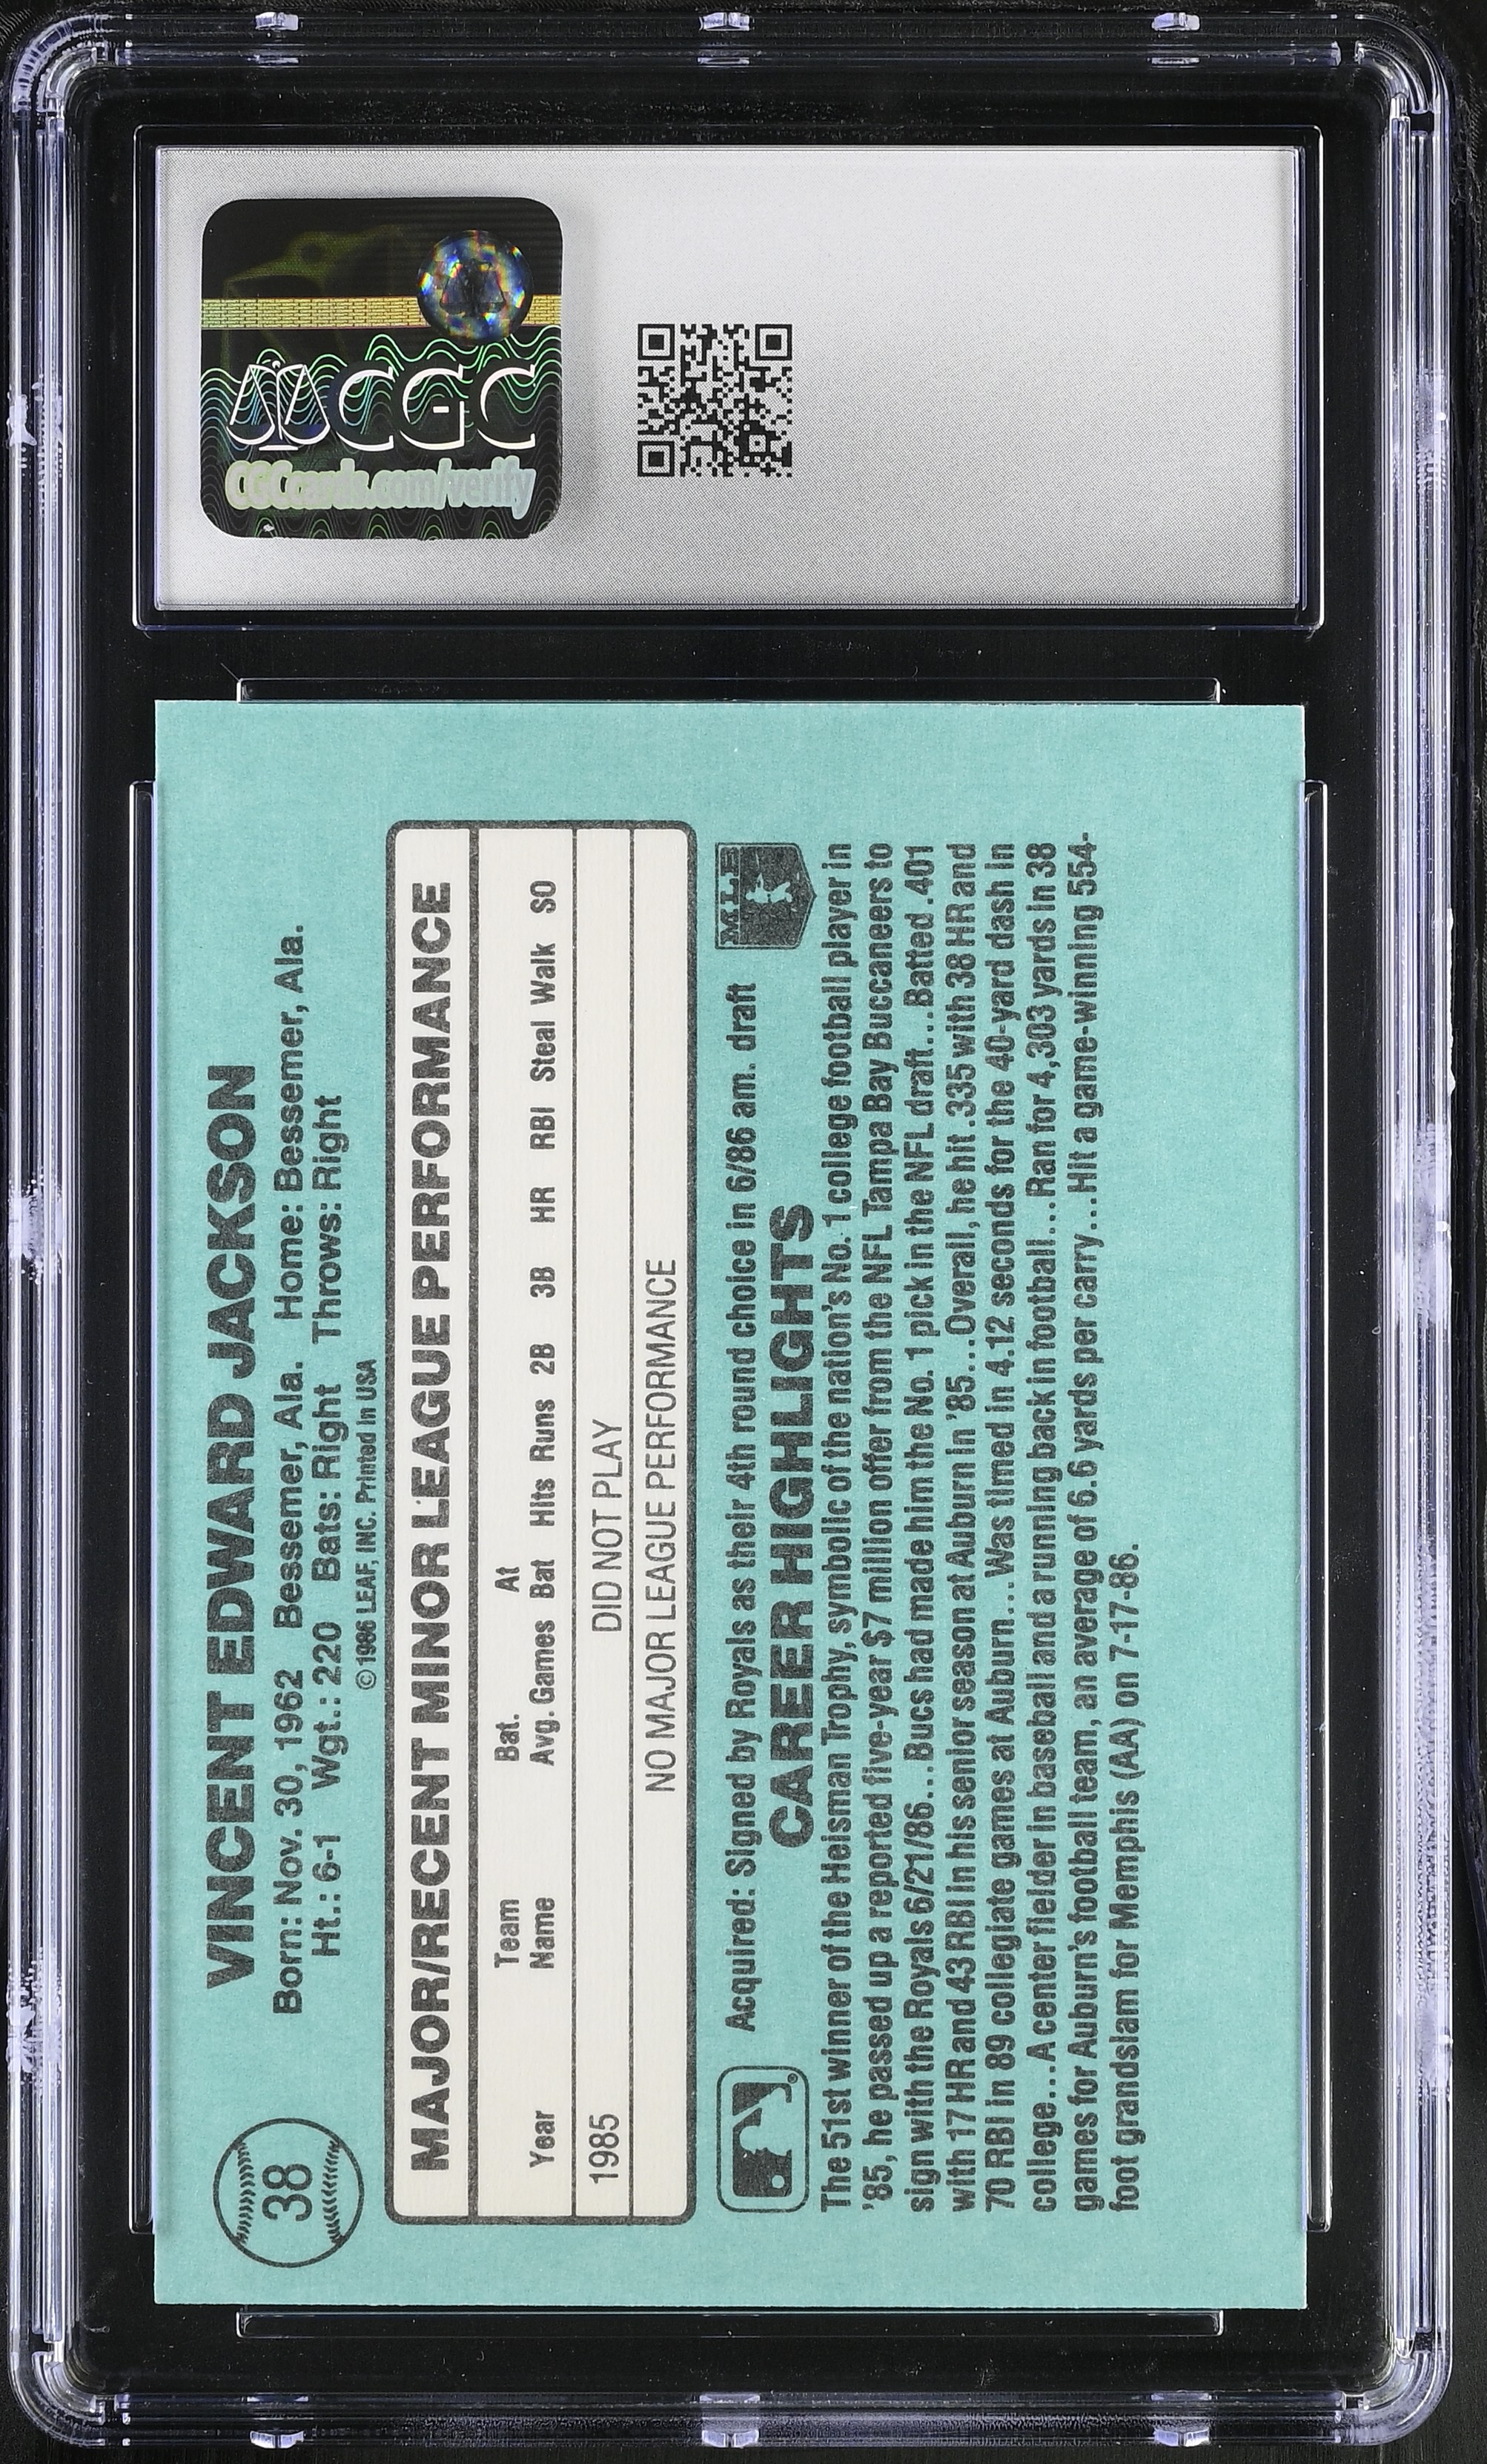 CGC
CGCcards.com/verify
38
VINCENT EDWARD JACKSON
Born: Nov. 30, 1962 Bessemer, Ala. Home: Bessemer, Ala.
Ht.: 6-1 Wgt.: 220 Bats: Right Throws: Right
©1986 LEAF, INC. Printed in USA
MAJOR/RECENT MINOR LEAGUE PERFORMANCE
Year Team Name Bat. Avg. Games At Bat Hits Runs 2B 3B HR RBI Steal Walk SO
1985 DID NOT PLAY
NO MAJOR LEAGUE PERFORMANCE
Acquired: Signed by Royals as their 4th round choice in 6/86 am. draft
MLB
CAREER HIGHLIGHTS
The 51st winner of the Heisman Trophy, symbolic of the nation's No. 1 college football player in
'85, he passed up a reported five-year $7 million offer from the NFL Tampa Bay Buccaneers to
sign with the Royals 6/21/86...Bucs had made him the No. 1 pick in the NFL draft...Batted .401
with 17 HR and 43 RBI in his senior season at Auburn in '85...Overall, he hit .335 with 38 HR and
70 RBI in 89 collegiate games at Auburn...Was timed in 4.12 seconds for the 40-yard dash in
college...A center fielder in baseball and a running back in football...Ran for 4,303 yards in 38
games for Auburn's football team, an average of 6.6 yards per carry...Hit a game-winning 554-
foot grandslam for Memphis (AA) on 7-17-86.